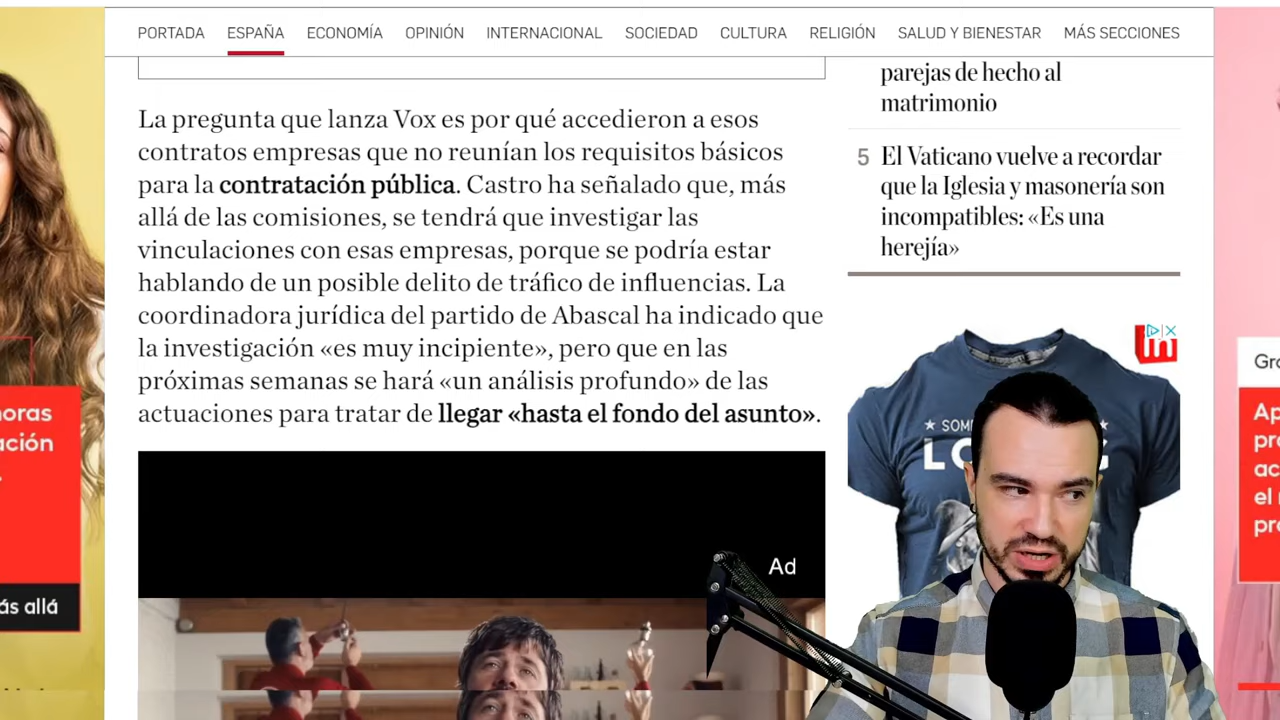 PORTADA ESPAÑA ECONOMÍA OPINIÓN INTERNACIONAL SOCIEDAD CULTURA RELIGIÓN SALUD Y BIENESTAR MÁS SECCIONES
La pregunta que lanza Vox es por qué accedieron a esos
contratos empresas que no reunían los requisitos básicos
para la contratación pública. Castro ha señalado que, más
allá de las comisiones, se tendrá que investigar las
vinculaciones con esas empresas, porque se podría estar
hablando de un posible delito de tráfico de influencias. La
coordinadora jurídica del partido de Abascal ha indicado que
la investigación «es muy incipiente», pero que en las
próximas semanas se hará «un análisis profundo» de las
actuaciones para tratar de llegar «hasta el fondo del asunto».
Ad
parejas de hecho al
matrimonio
5 El Vaticano vuelve a recordar
que la Iglesia y masonería son
incompatibles: «Es una
herejía»
in
ás allá